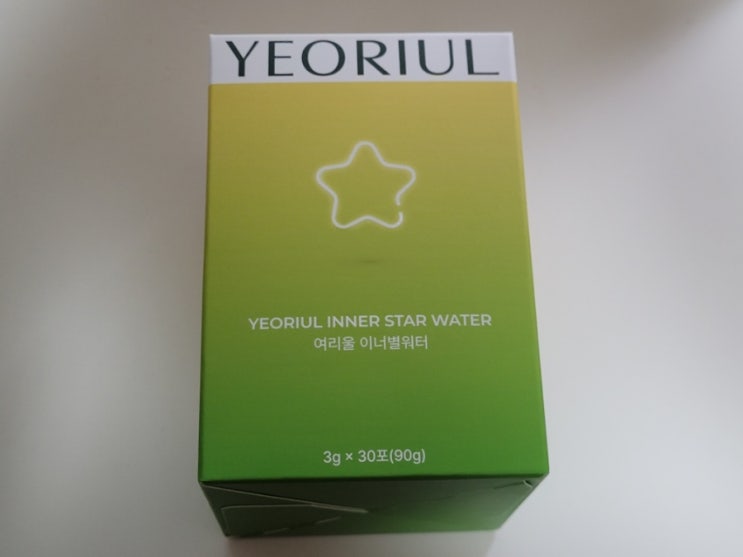 YEORIUL
YEORIUL INNER STAR WATER
여리울 이너별워터
3g × 30포(90g)